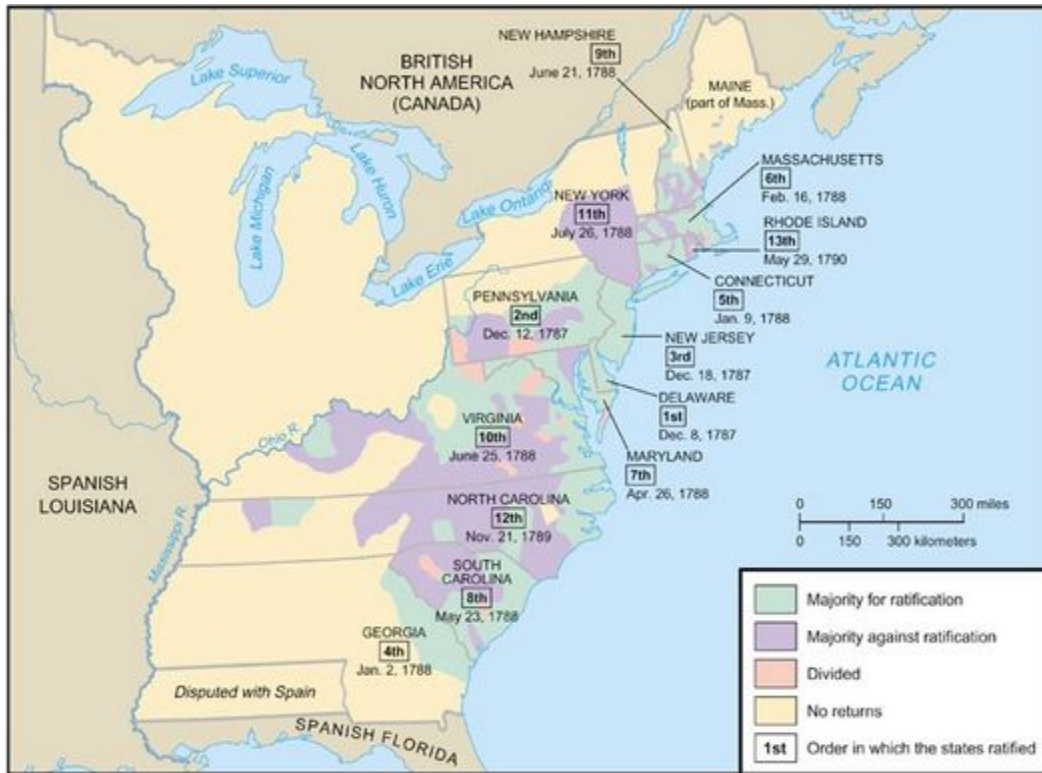 NEW HAMPSHIRE
9th
June 21, 1788
BRITISH
NORTH AMERICA
(CANADA)
Lake Superior
MAINE
(part of Mass.)
Lake Michigan
Lake Huron
Lake Ontario
Lake Erie
MASSACHUSETTS
6th
Feb. 16, 1788
NEW YORK
11th
July 26, 1788
RHODE ISLAND
13th
May 29, 1790
CONNECTICUT
5th
Jan. 9, 1788
PENNSYLVANIA
2nd
Dec. 12, 1787
NEW JERSEY
3rd
Dec. 18, 1787
ATLANTIC
OCEAN
DELAWARE
1st
Dec. 8, 1787
VIRGINIA
10th
June 25, 1788
Ohio R.
MARYLAND
7th
Apr. 26, 1788
SPANISH
LOUISIANA
Mississippi R.
NORTH CAROLINA
12th
Nov. 21, 1789
0 150 300 miles
0 150 300 kilometers
SOUTH
CAROLINA
8th
May 23, 1788
GEORGIA
4th
Jan. 2, 1788
Disputed with Spain
SPANISH FLORIDA
Majority for ratification
Majority against ratification
Divided
No returns
1st Order in which the states ratified